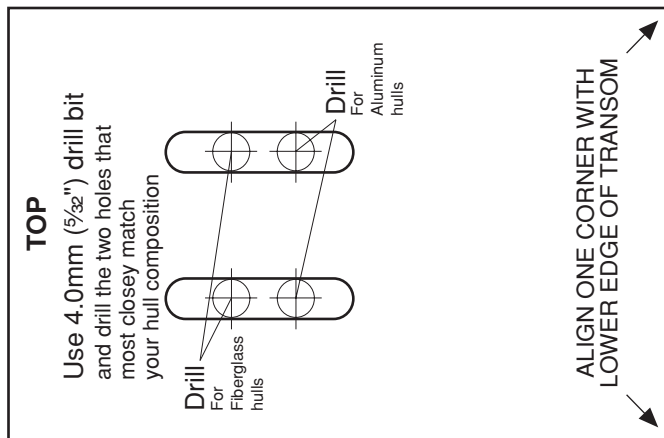 TOP
Use 4.0mm (5/32") drill bit
and drill the two holes that
most closey match
your hull composition
Drill
For
Fiberglass
hulls
Drill
For
Aluminum
hulls
ALIGN ONE CORNER WITH
LOWER EDGE OF TRANSOM